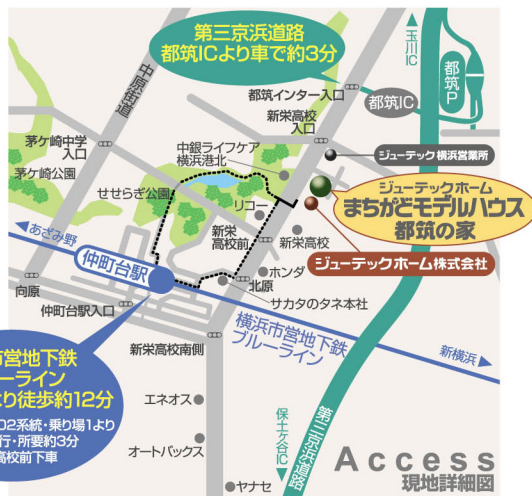 第三京浜道路
都筑ICより車で約3分
玉川IC
都筑P
中原街道
都筑インター入口
都筑IC
新栄高校
入口
茅ケ崎中学
入口
中銀ライフケア
横浜港北
ジューテック横浜営業所
茅ケ崎公園
せせらぎ公園
リコー
ジューテックホーム
まちがどモデルハウス
都筑の家
あざみ野
新栄
高校前
新栄高校
ジューテックホーム株式会社
仲町台駅
ホンダ
北原
向原
サカタのタネ本社
仲町台駅入口
横浜市営地下鉄
ブルーライン
新横浜
新栄高校南側
市営地下鉄
ーライン
り徒歩約12分
02系統・乗り場1より
行・所要約3分
高校前下車
エネオス
オートバックス
ヤナセ
保土ヶ谷IC
第三京浜道路
Access
現地詳細図